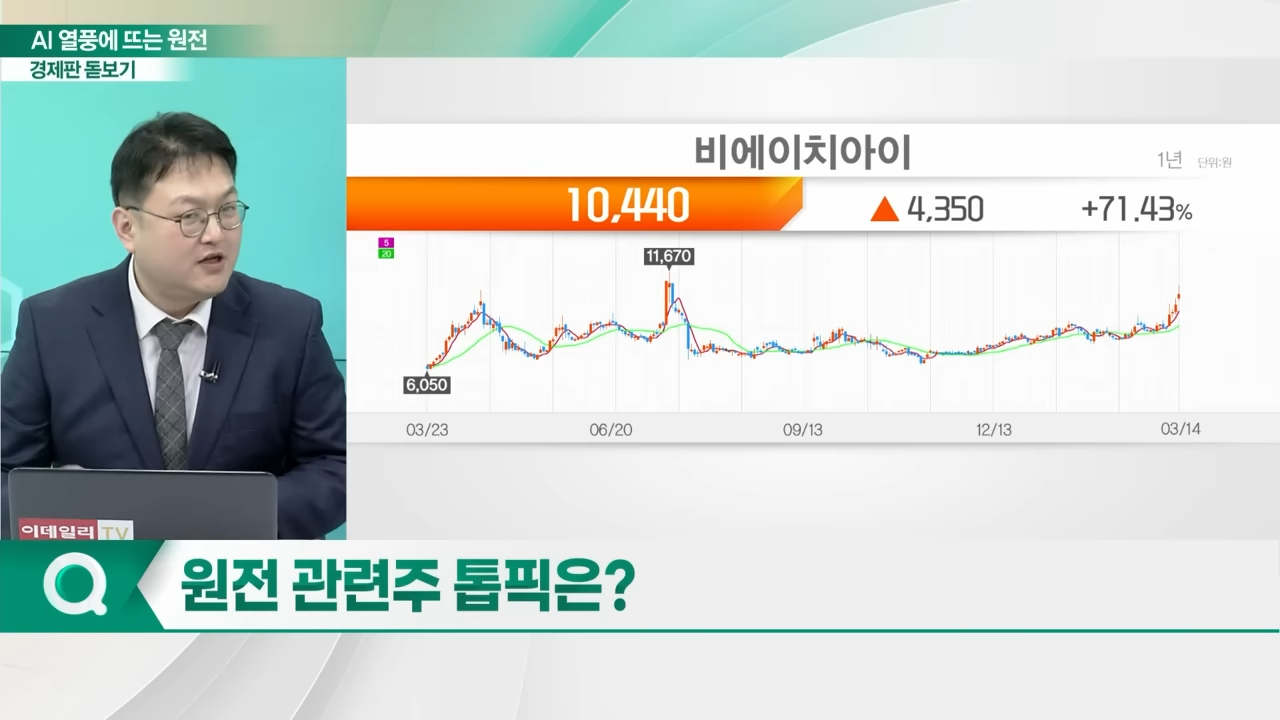 AI 열풍에 뜨는 원전
경제판 돋보기
비에이치아이
1년 단위:원
10,440 ▲ 4,350 +71.43%
5
20
11,670
6,050
03/23 06/20 09/13 12/13 03/14
이데일리 TV
원전 관련주 톱픽은?